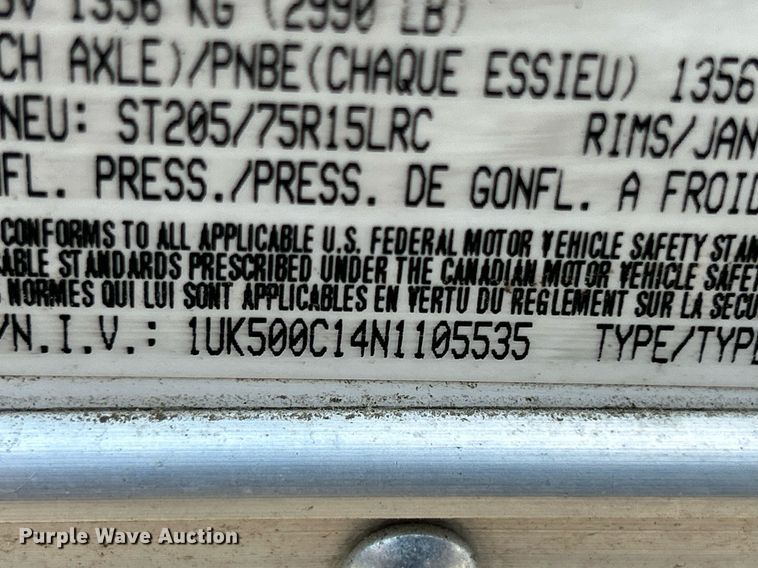 1356 KG (2990 LB)
CH AXLE)/PNBE(CHAQUE ESSIEU) 1356
NEU: ST205/75R15LRC RIMS/JAN
FL. PRESS./PRESS. DE GONFL. A FROID
CONFORMS TO ALL APPLICABLE U.S. FEDERAL MOTOR VEHICLE SAFETY STAN
ABLE STANDARDS PRESCRIBED UNDER THE CANADIAN MOTOR VEHICLE SAFET
NORMES QUI LUI SONT APPLICABLES EN VERTU DU REGLEMENT SUR LA SECU
/N.I.V.: 1UK500C14N1105535 TYPE/TYPE
Purple Wave Auction